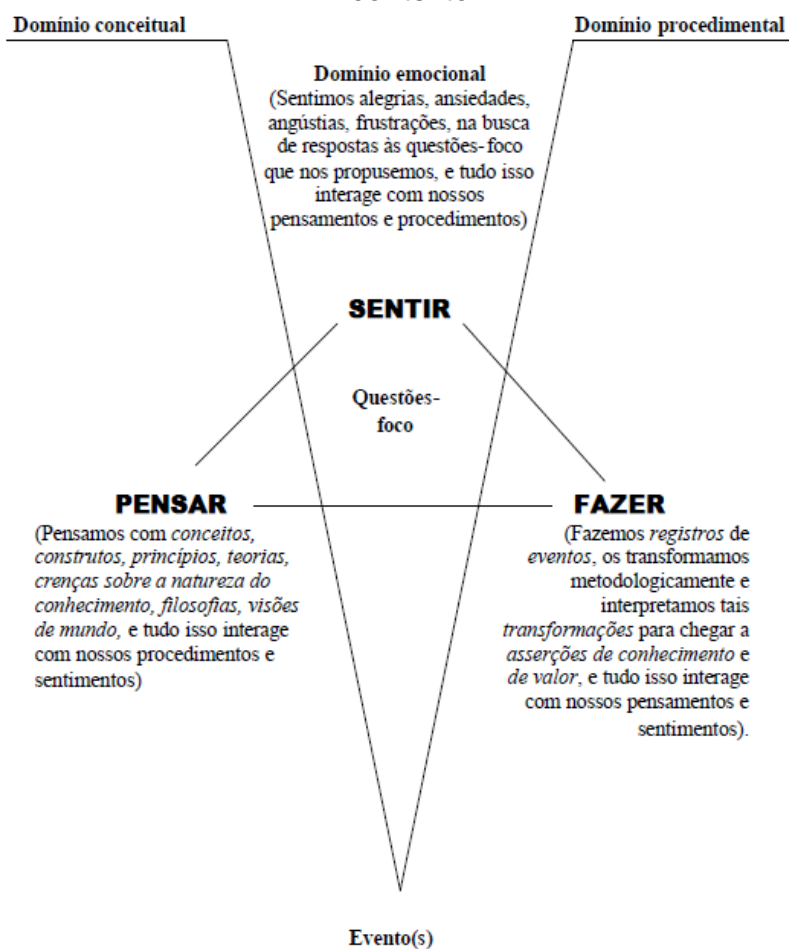 Domínio conceitual
Domínio procedimental
Domínio emocional
(Sentimos alegrias, ansiedades,
angústias, frustrações, na busca
de respostas às questões-foco
que nos propusemos, e tudo isso
interage com nossos
pensamentos e procedimentos)
SENTIR
Questões-
foco
PENSAR
(Pensamos com conceitos,
construtos, princípios, teorias,
crenças sobre a natureza do
conhecimento, filosofias, visões
de mundo, e tudo isso interage
com nossos procedimentos e
sentimentos)
FAZER
(Fazemos registros de
eventos, os transformamos
metodologicamente e
interpretamos tais
transformações para chegar a
asserções de conhecimento e
de valor, e tudo isso interage
com nossos pensamentos e
sentimentos).
Evento(s)